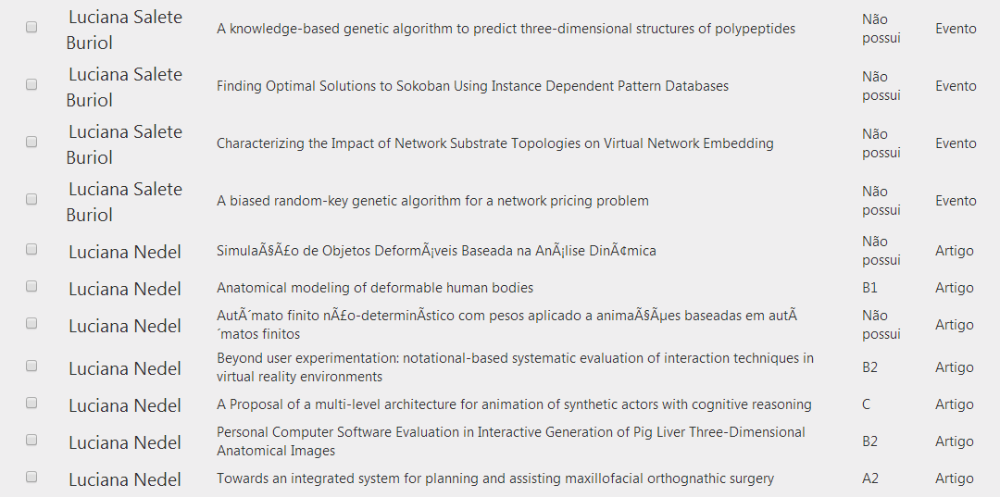 Luciana Salete
Buriol
A knowledge-based genetic algorithm to predict three-dimensional structures of polypeptides
Não
possui
Evento
Luciana Salete
Buriol
Finding Optimal Solutions to Sokoban Using Instance Dependent Pattern Databases
Não
possui
Evento
Luciana Salete
Buriol
Characterizing the Impact of Network Substrate Topologies on Virtual Network Embedding
Não
possui
Evento
Luciana Salete
Buriol
A biased random-key genetic algorithm for a network pricing problem
Não
possui
Evento
Luciana Nedel
SimulaÃ§Ã£o de Objetos DeformÃ¡veis Baseada na AnÃ¡lise DinÃ¢mica
Não
possui
Artigo
Luciana Nedel
Anatomical modeling of deformable human bodies
B1
Artigo
Luciana Nedel
AutÃ´mato finito nÃ£o-determinÃstico com pesos aplicado a animaÃ§Ãµes baseadas em autÃ
´matos finitos
Não
possui
Artigo
Luciana Nedel
Beyond user experimentation: notational-based systematic evaluation of interaction techniques in
virtual reality environments
B2
Artigo
Luciana Nedel
A Proposal of a multi-level architecture for animation of synthetic actors with cognitive reasoning
C
Artigo
Luciana Nedel
Personal Computer Software Evaluation in Interactive Generation of Pig Liver Three-Dimensional
Anatomical Images
B2
Artigo
Luciana Nedel
Towards an integrated system for planning and assisting maxillofacial orthognathic surgery
A2
Artigo